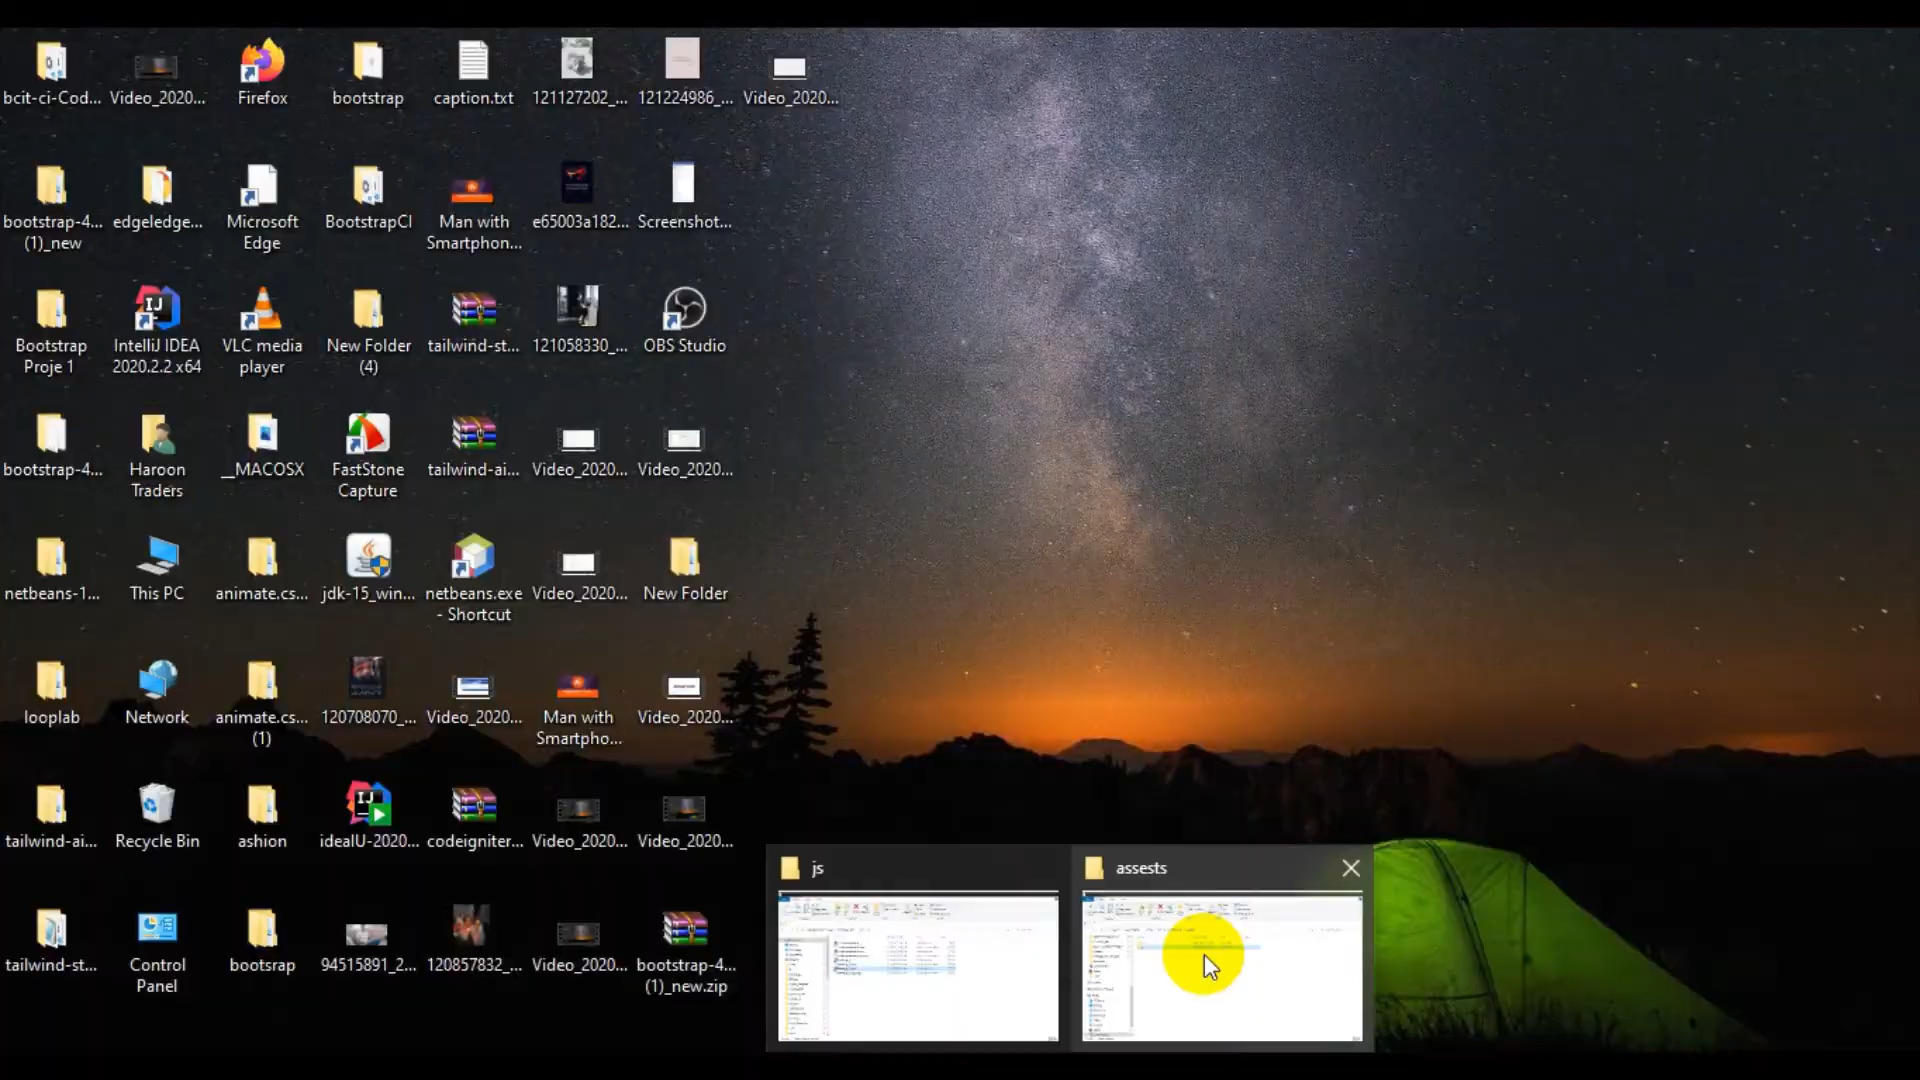 bcit-ci-Cod...
Video_2020...
Firefox
bootstrap
caption.txt
121127202_...
121224986_...
Video_2020...
bootstrap-4...
(1)_new
edgeledge...
Microsoft
Edge
BootstrapCI
Man with
Smartphon...
e65003a182...
Screenshot...
Bootstrap
Proje 1
IntelliJ IDEA
2020.2.2 x64
VLC media
player
New Folder
(4)
tailwind-st...
121058330_...
OBS Studio
bootstrap-4...
Haroon
Traders
__MACOSX
FastStone
Capture
tailwind-ai...
Video_2020...
Video_2020...
netbeans-1...
This PC
animate.cs...
jdk-15_win...
netbeans.exe
- Shortcut
Video_2020...
New Folder
looplab
Network
animate.cs...
(1)
120708070_...
Video_2020...
Man with
Smartpho...
Video_2020...
tailwind-ai...
Recycle Bin
ashion
idealU-2020...
codeigniter...
Video_2020...
Video_2020...
js
assests
tailwind-st...
Control
Panel
bootsrap
94515891_2...
120857832_...
Video_2020...
bootstrap-4...
(1)_new.zip